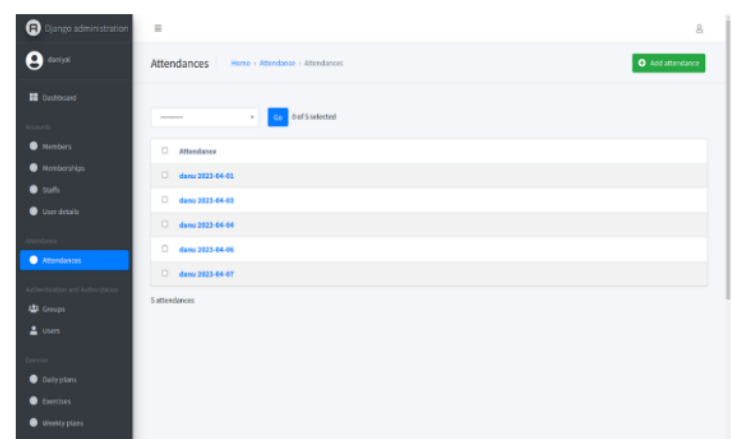 Django administration
daniyal
Dashboard
Accounts
Members
Memberships
Staffs
User details
Attendance
Attendances
Authentication and Authorization
Groups
Users
Exercise
Daily plans
Exercises
Weekly plans
Attendances
Home › Attendance › Attendances
Add attendance
---------
Go
0 of 5 selected
Attendance
danu 2023-04-01
danu 2023-04-03
danu 2023-04-04
danu 2023-04-06
danu 2023-04-07
5 attendances